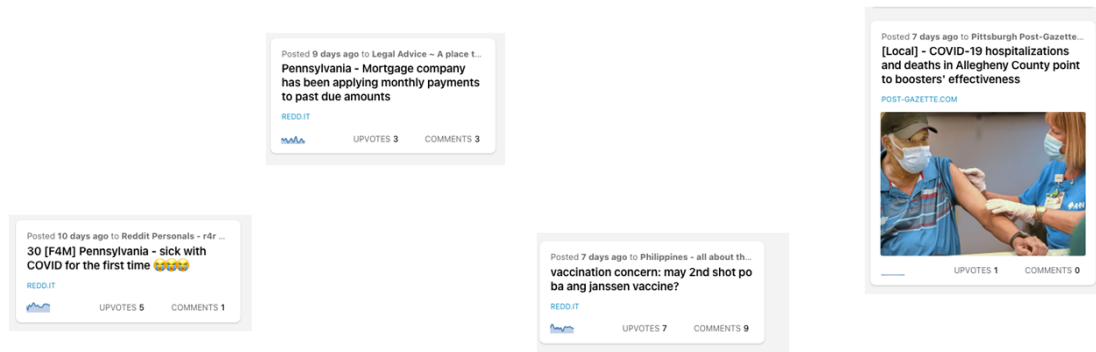 Posted 9 days ago to Legal Advice ~ A place t...
Pennsylvania - Mortgage company
has been applying monthly payments
to past due amounts
REDD.IT
UPVOTES 3 COMMENTS 3
Posted 10 days ago to Reddit Personals - r4r ...
30 [F4M] Pennsylvania - sick with
COVID for the first time 😭😭😭
REDD.IT
UPVOTES 5 COMMENTS 1
Posted 7 days ago to Philippines - all about th...
vaccination concern: may 2nd shot po
ba ang janssen vaccine?
REDD.IT
UPVOTES 7 COMMENTS 9
Posted 7 days ago to Pittsburgh Post-Gazette...
[Local] - COVID-19 hospitalizations
and deaths in Allegheny County point
to boosters' effectiveness
POST-GAZETTE.COM
UPVOTES 1 COMMENTS 0